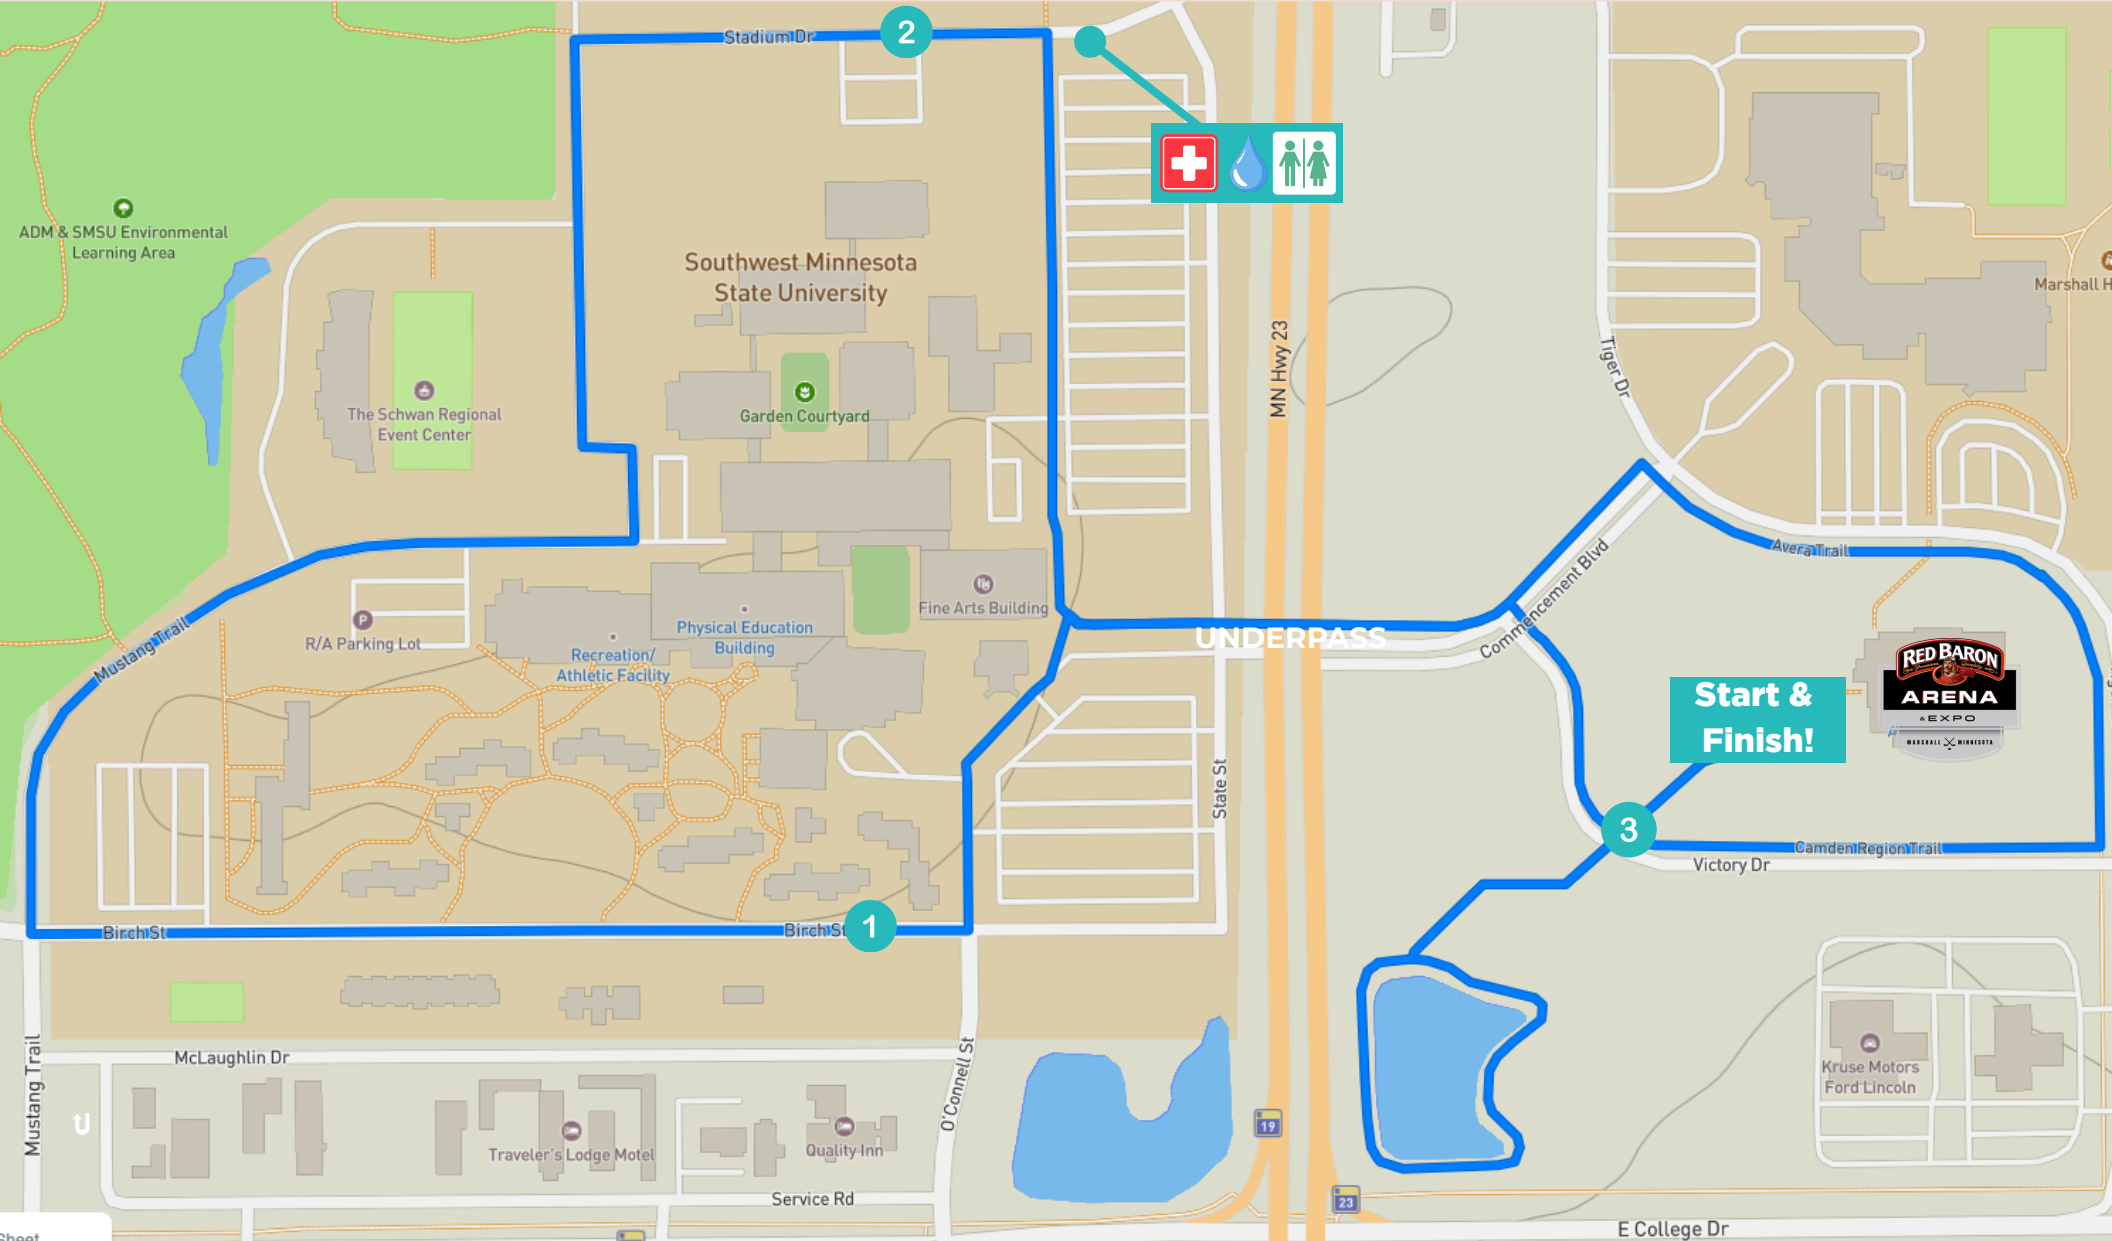 Stadium Dr
2
ADM & SMSU Environmental
Learning Area
Southwest Minnesota
State University
Garden Courtyard
The Schwan Regional
Event Center
MN Hwy 23
Tiger Dr
Marshall H
Avera Trail
Commencement Blvd
UNDERPASS
Fine Arts Building
Physical Education
Building
Recreation/
Athletic Facility
P
R/A Parking Lot
Mustang Trail
RED BARON
ARENA
& EXPO
MARSHALL MINNESOTA
Start &
Finish!
3
Camden Region Trail
Victory Dr
State St
Birch St
Birch St
1
McLaughlin Dr
Mustang Trail
O'Connell St
Traveler's Lodge Motel
Quality Inn
Service Rd
19
23
Kruse Motors
Ford Lincoln
E College Dr